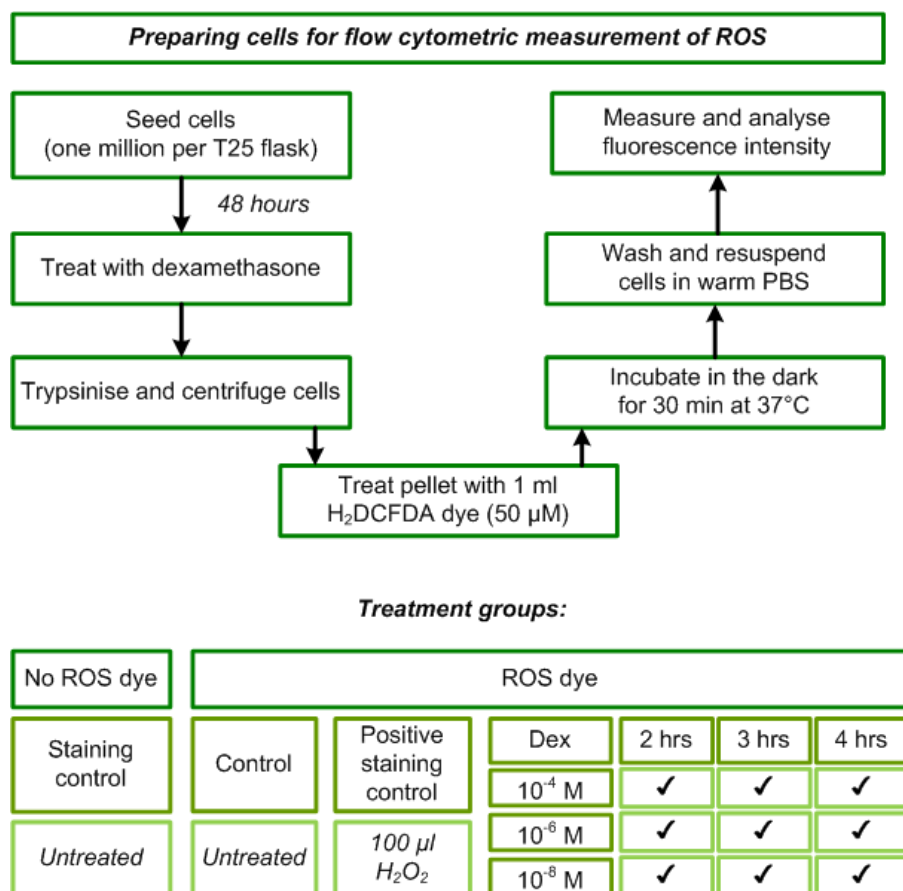 Preparing cells for flow cytometric measurement of ROS
Seed cells
(one million per T25 flask)
48 hours
Treat with dexamethasone
Trypsinise and centrifuge cells
Treat pellet with 1 ml
H₂DCFDA dye (50 µM)
Incubate in the dark
for 30 min at 37°C
Wash and resuspend
cells in warm PBS
Measure and analyse
fluorescence intensity
Treatment groups:
No ROS dye
ROS dye
Staining
control
Control
Positive
staining
control
Dex
2 hrs
3 hrs
4 hrs
10⁻⁴ M
✓ ✓ ✓
Untreated
Untreated
100 µl
H₂O₂
10⁻⁶ M
✓ ✓ ✓
10⁻⁸ M
✓ ✓ ✓